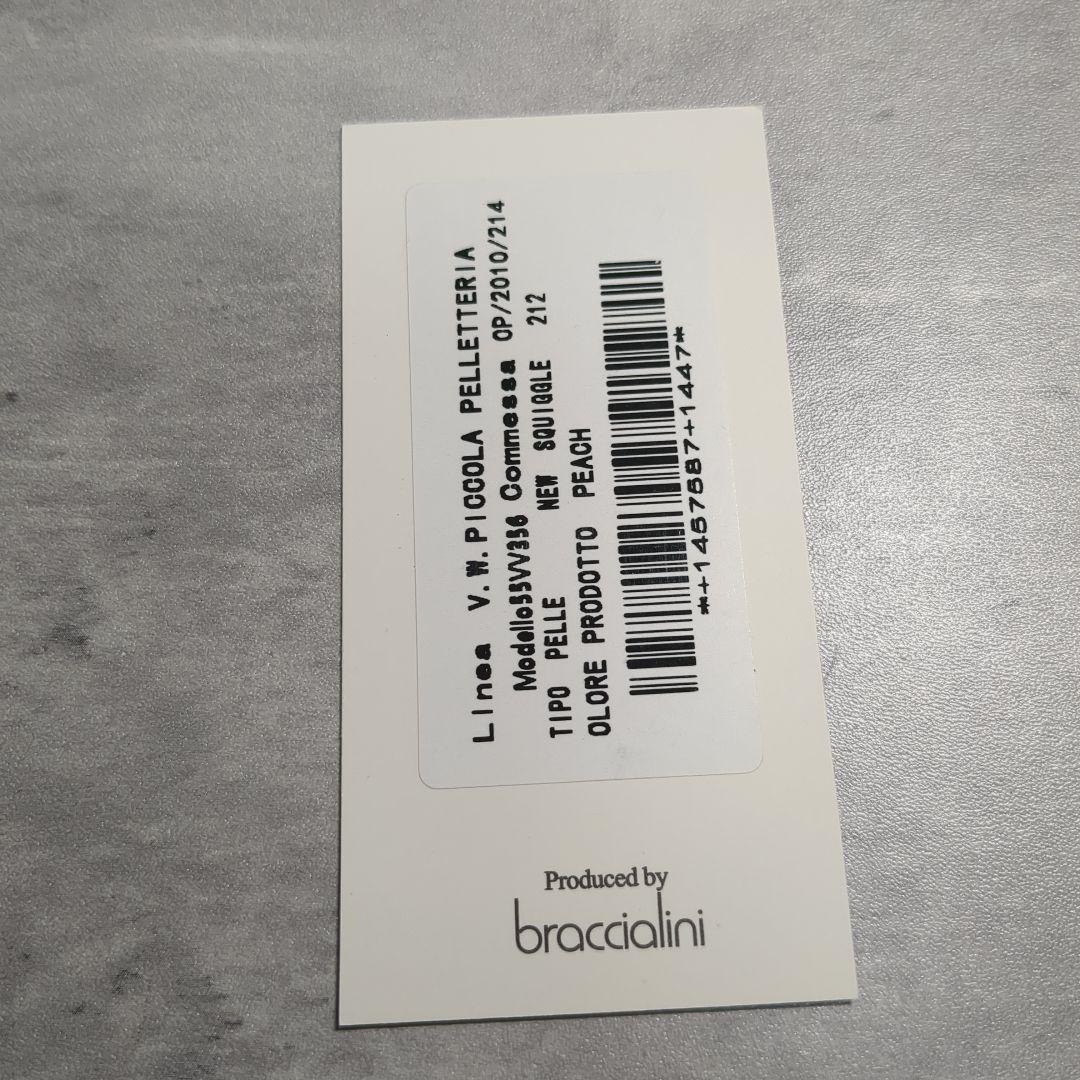 Linea V.W.PICCOLA PELLETTERIA
Modello55VV356 Commessa OP/2010/214
TIPO PELLE NEW SQUIGGLE 212
OLORE PRODOTTO PEACH
*+1457587+1447*
Produced by
braccialini